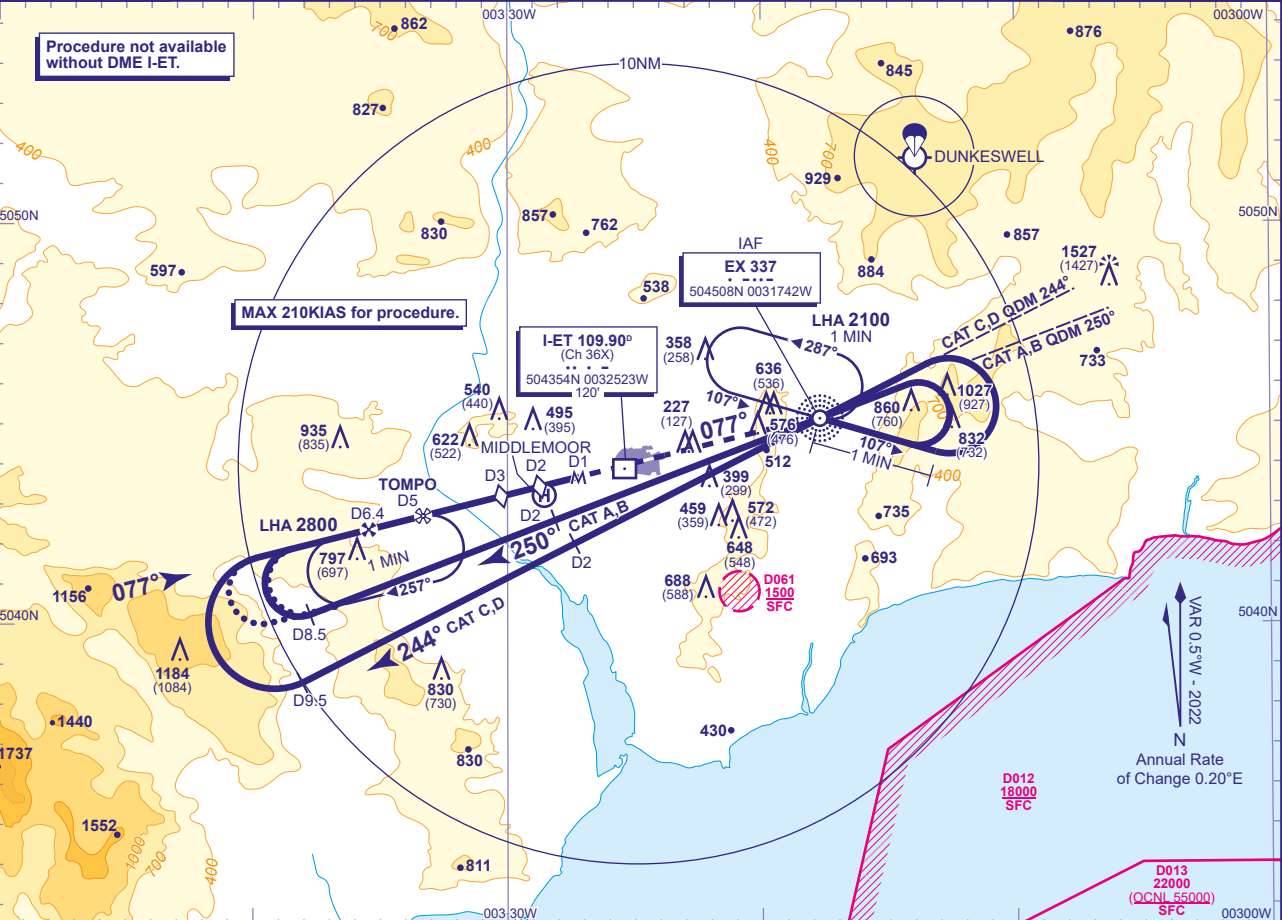 003 30W
00300W
862
700
876
Procedure not available
without DME I-ET.
10NM
845
827
400
400
400
700
DUNKESWELL
929
5050N
5050N
857
762
830
857
IAF
597
884
1527
(1427)
EX 337
504508N 0031742W
538
MAX 210KIAS for procedure.
LHA 2100
1 MIN
CAT C,D QDM 244°
CAT A,B QDM 250°
I-ET 109.90D
(Ch 36X)
504354N 0032523W
120'
358
(258)
287°
733
636
(536)
107°
540
(440)
495
(395)
227
(127)
077°
860
(760)
700
1027
(927)
935
(835)
622
(522)
MIDDLEMOOR
576
(476)
832
(732)
107°
1 MIN
D3
D2
D1
M
512
400
TOMPO
D5
399
(299)
D6.4
H
D2
CAT A,B
LHA 2800
459
(359)
572
(472)
735
250°
D2
797
(697)
1 MIN
648
(548)
693
257°
077°
1156
688
(588)
D061
1500
SFC
5040N
5040N
D8.5
244° CAT C,D
VAR 0.5°W - 2022
1184
(1084)
830
(730)
D9.5
1440
430
N
Annual Rate
of Change 0.20°E
1737
830
D012
18000
SFC
1552
1000
700
400
811
D013
22000
(OCNL 55000)
SFC
003 30W
00300W